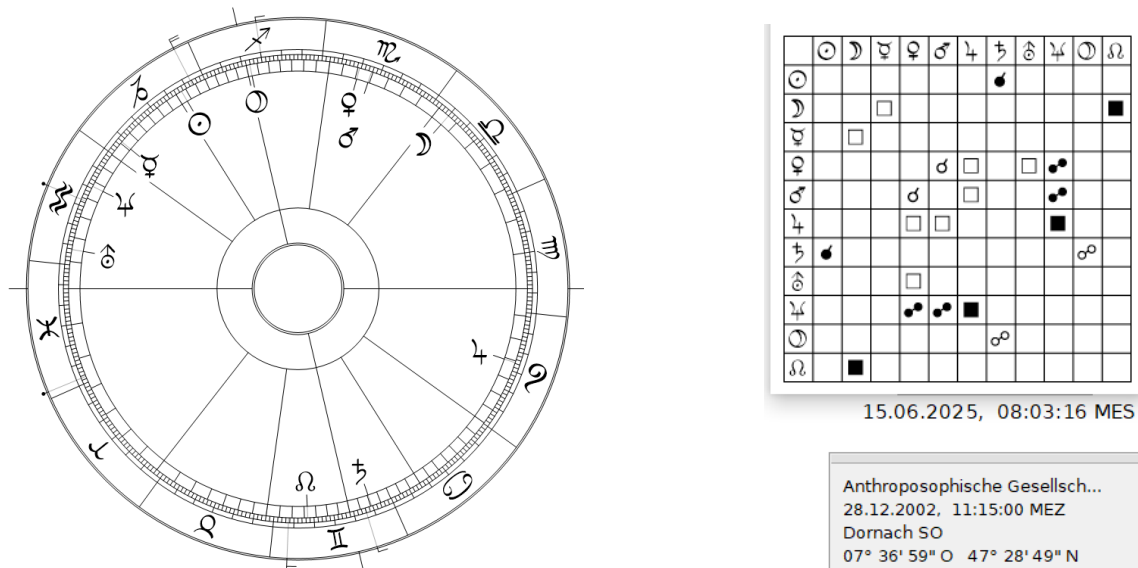 15.06.2025, 08:03:16 MES
Anthroposophische Gesellsch...
28.12.2002, 11:15:00 MEZ
Dornach SO
07° 36' 59" O 47° 28' 49" N